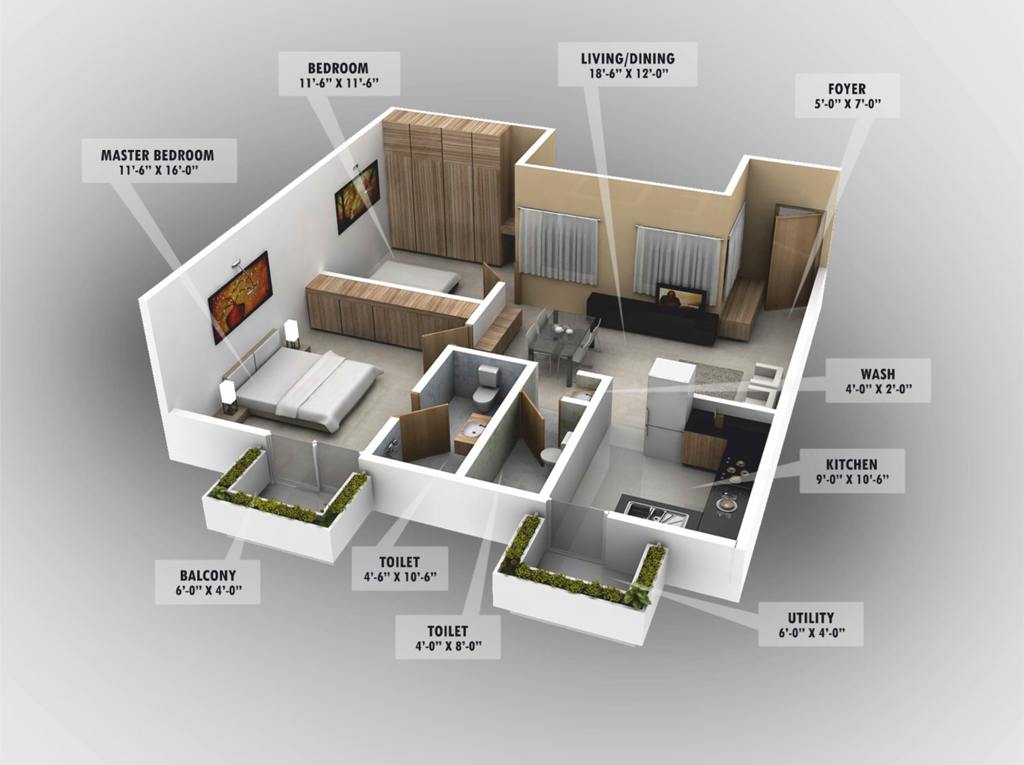 BEDROOM
11'-6" X 11'-6"
LIVING/DINING
18'-6" X 12'-0"
FOYER
5'-0" X 7'-0"
MASTER BEDROOM
11'-6" X 16'-0"
WASH
4'-0" X 2'-0"
KITCHEN
9'-0" X 10'-6"
BALCONY
6'-0" X 4'-0"
TOILET
4'-6" X 10'-6"
TOILET
4'-0" X 8'-0"
UTILITY
6'-0" X 4'-0"